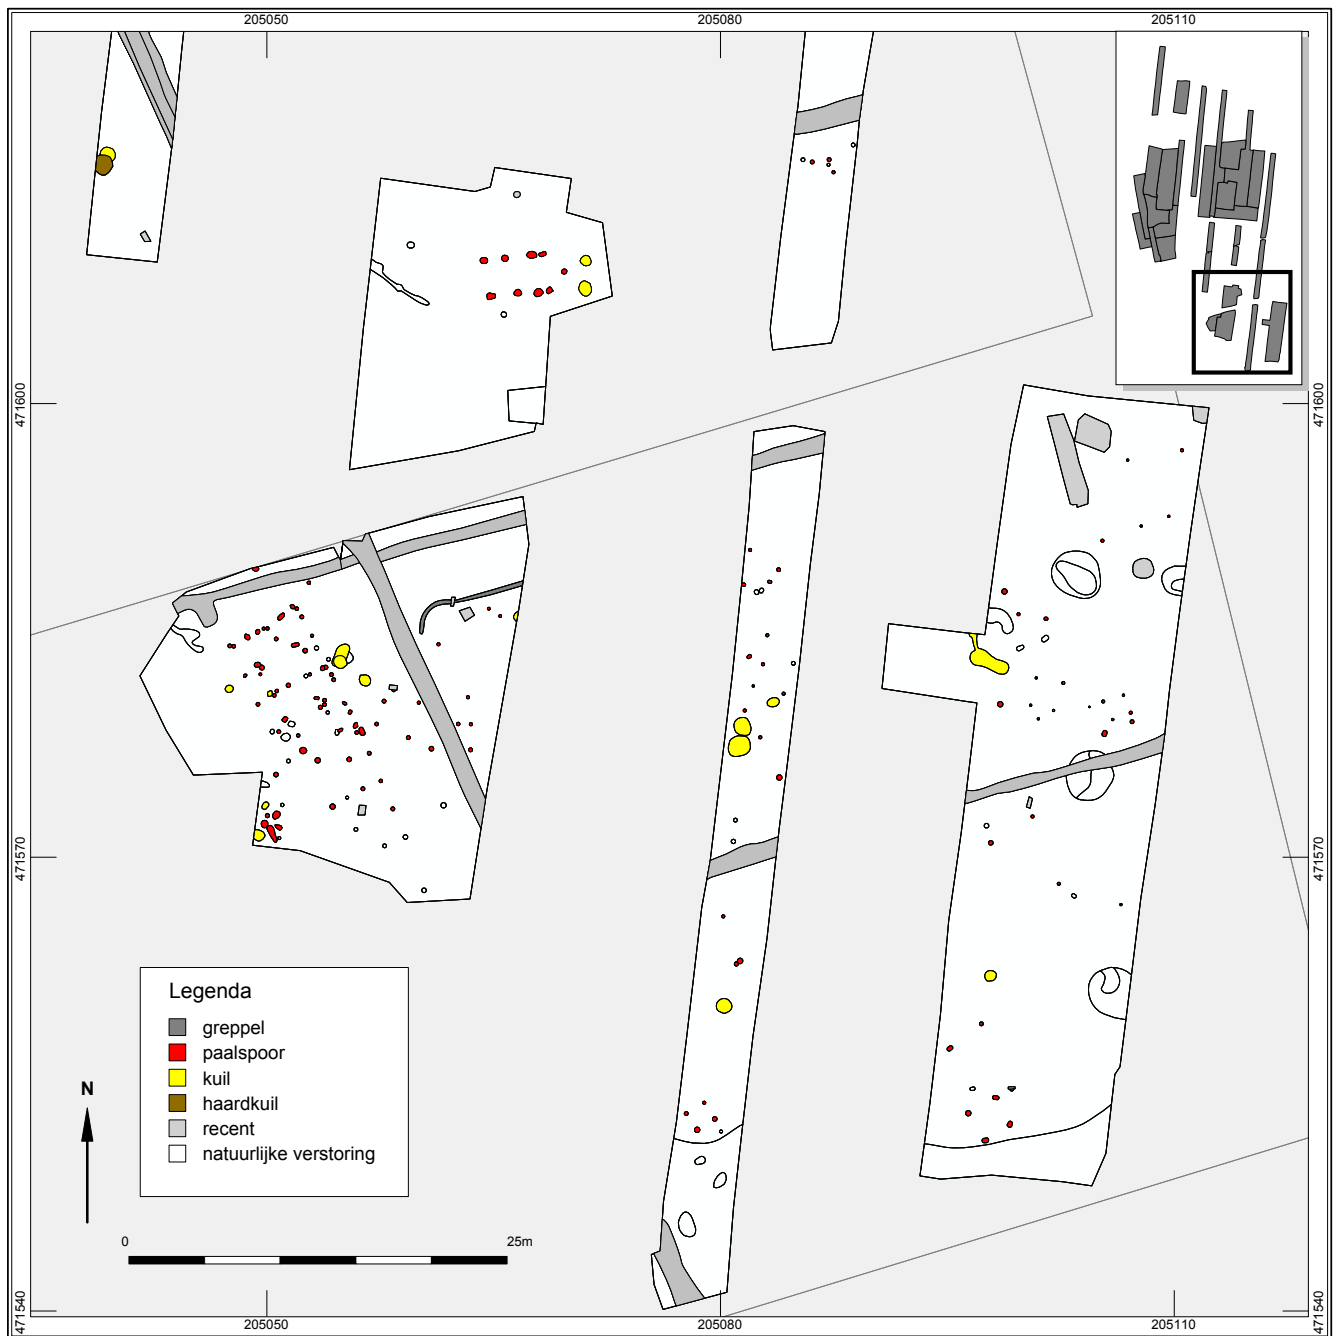 205050 205080 205110
471600 471600
471570 471570
Legenda
greppel
paalspoor
kuil
haardkuil
recent
natuurlijke verstoring
N
0 25m
471540 471540
205050 205080 205110